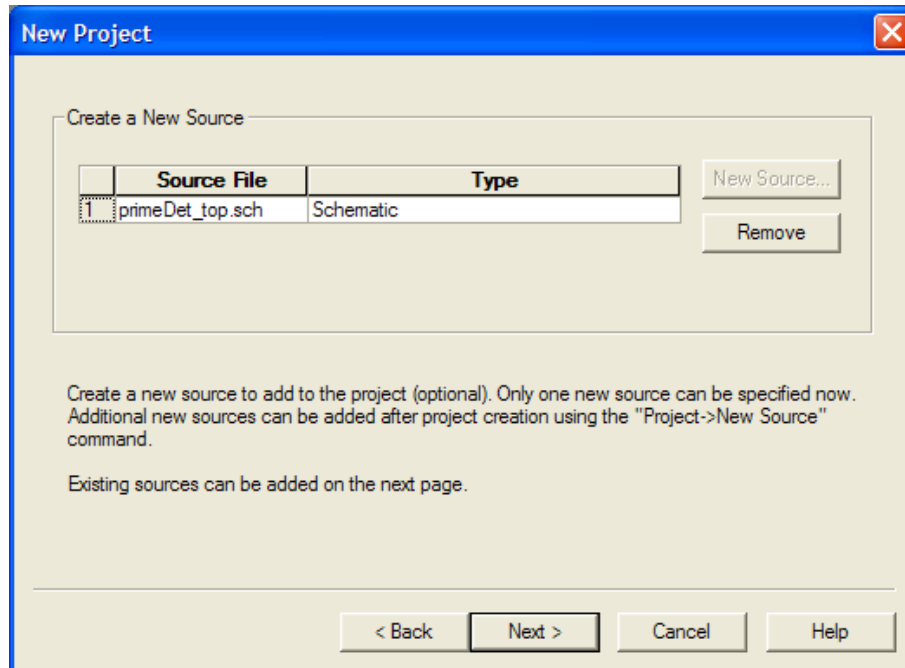 New Project
Create a New Source
Source File Type
1 primeDet_top.sch Schematic
New Source...
Remove
Create a new source to add to the project (optional). Only one new source can be specified now.
Additional new sources can be added after project creation using the "Project->New Source"
command.
Existing sources can be added on the next page.
< Back Next > Cancel Help